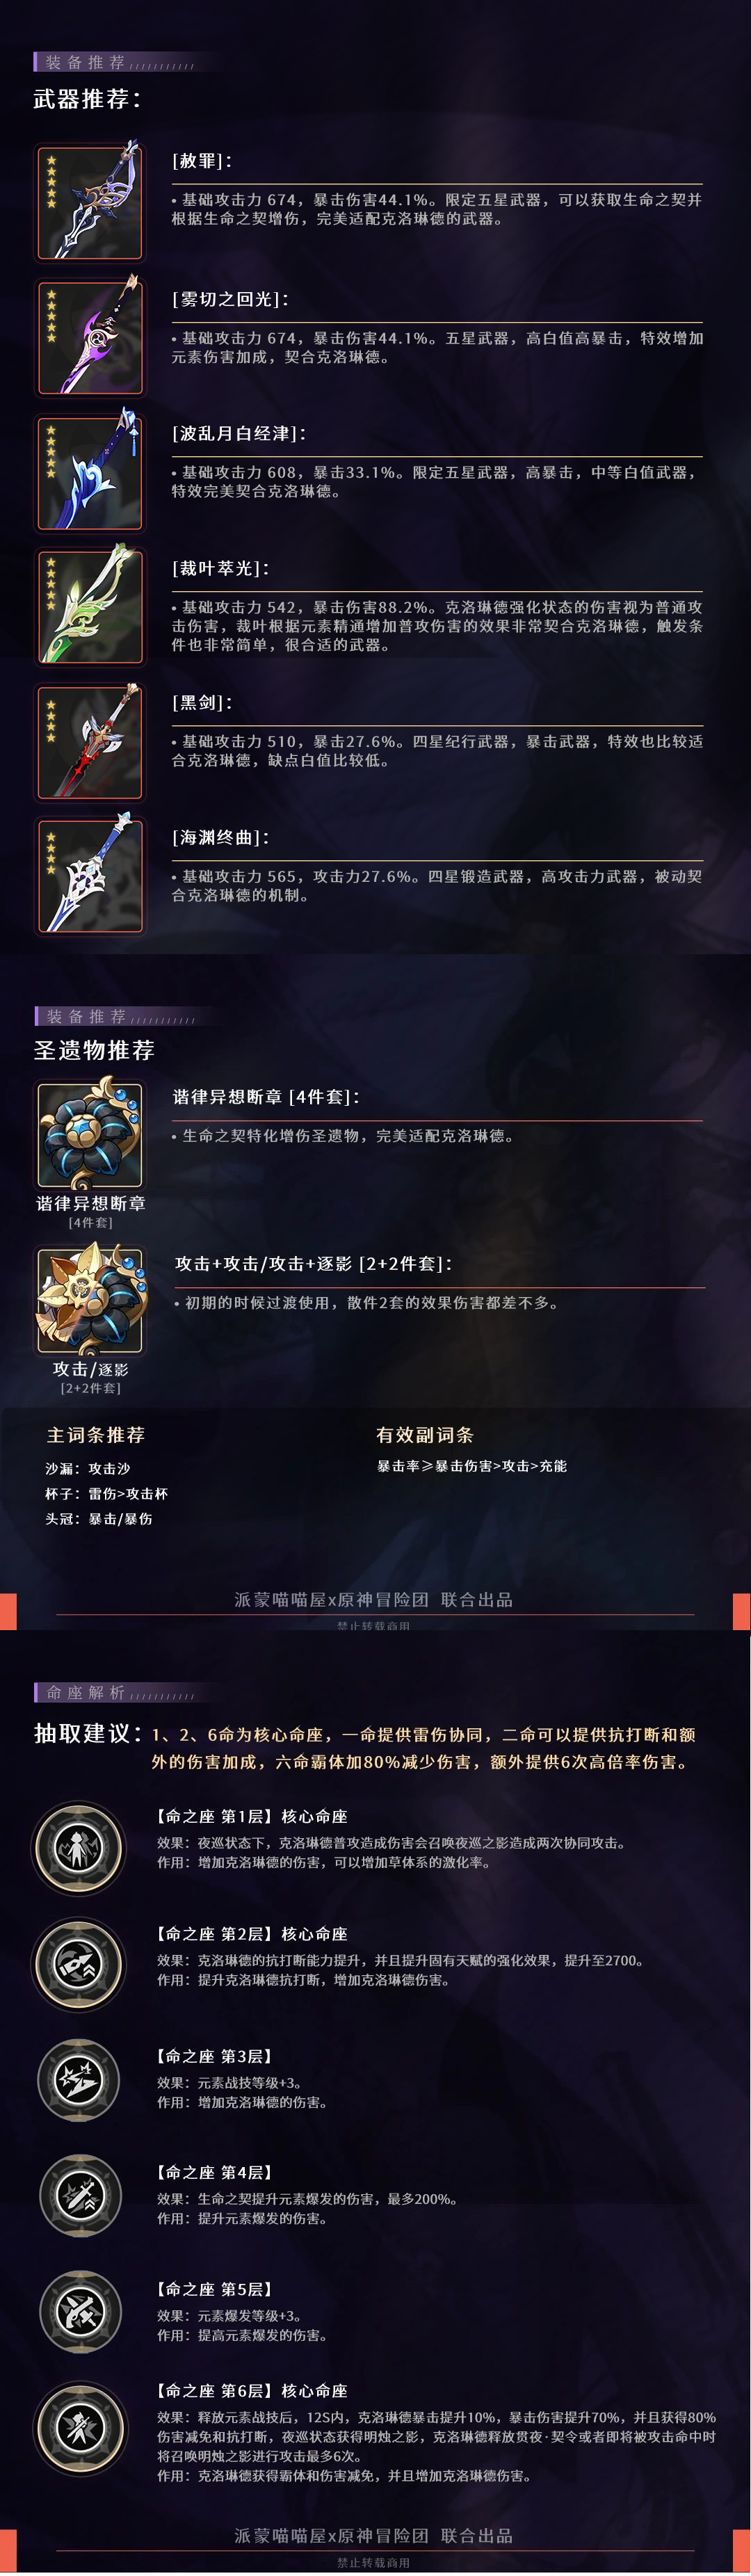 装备推荐
武器推荐：
[赦罪]：
• 基础攻击力 674，暴击伤害44.1%。限定五星武器，可以获取生命之契并
根据生命之契增伤，完美适配克洛琳德的武器。
[雾切之回光]：
• 基础攻击力 674，暴击伤害44.1%。五星武器，高白值高暴击，特效增加
元素伤害加成，契合克洛琳德。
[波乱月白经津]：
• 基础攻击力 608，暴击33.1%。限定五星武器，高暴击，中等白值武器，
特效完美契合克洛琳德。
[裁叶萃光]：
• 基础攻击力 542，暴击伤害88.2%。克洛琳德强化状态的伤害视为普通攻
击伤害，裁叶根据元素精通增加普攻伤害的效果非常契合克洛琳德，触发条
件也非常简单，很合适的武器。
[黑剑]：
• 基础攻击力 510，暴击27.6%。四星纪行武器，暴击武器，特效也比较适
合克洛琳德，缺点白值比较低。
[海渊终曲]：
• 基础攻击力 565，攻击力27.6%。四星锻造武器，高攻击力武器，被动契
合克洛琳德的机制。
装备推荐
圣遗物推荐
谐律异想断章 [4件套]：
• 生命之契特化增伤圣遗物，完美适配克洛琳德。
谐律异想断章
[4件套]
攻击+攻击/攻击+逐影 [2+2件套]：
• 初期的时候过渡使用，散件2套的效果伤害都差不多。
攻击/逐影
[2+2件套]
主词条推荐
沙漏：攻击沙
杯子：雷伤>攻击杯
头冠：暴击/暴伤
有效副词条
暴击率≥暴击伤害>攻击>充能
派蒙喵喵屋x原神冒险团 联合出品
禁止转载商用
命座解析
抽取建议：1、2、6命为核心命座，一命提供雷伤协同，二命可以提供抗打断和额
外的伤害加成，六命霸体加80%减少伤害，额外提供6次高倍率伤害。
【命之座 第1层】核心命座
效果：夜巡状态下，克洛琳德普攻造成伤害会召唤夜巡之影造成两次协同攻击。
作用：增加克洛琳德的伤害，可以增加草体系的激化率。
【命之座 第2层】核心命座
效果：克洛琳德的抗打断能力提升，并且提升固有天赋的强化效果，提升至2700。
作用：提升克洛琳德抗打断，增加克洛琳德伤害。
【命之座 第3层】
效果：元素战技等级+3。
作用：增加克洛琳德的伤害。
【命之座 第4层】
效果：生命之契提升元素爆发的伤害，最多200%。
作用：提升元素爆发的伤害。
【命之座 第5层】
效果：元素爆发等级+3。
作用：提高元素爆发的伤害。
【命之座 第6层】核心命座
效果：释放元素战技后，12S内，克洛琳德暴击提升10%，暴击伤害提升70%，并且获得80%
伤害减免和抗打断，夜巡状态获得明烛之影，克洛琳德释放贯夜·契令或者即将被攻击命中时
将召唤明烛之影进行攻击最多6次。
作用：克洛琳德获得霸体和伤害减免，并且增加克洛琳德伤害。
派蒙喵喵屋x原神冒险团 联合出品
禁止转载商用